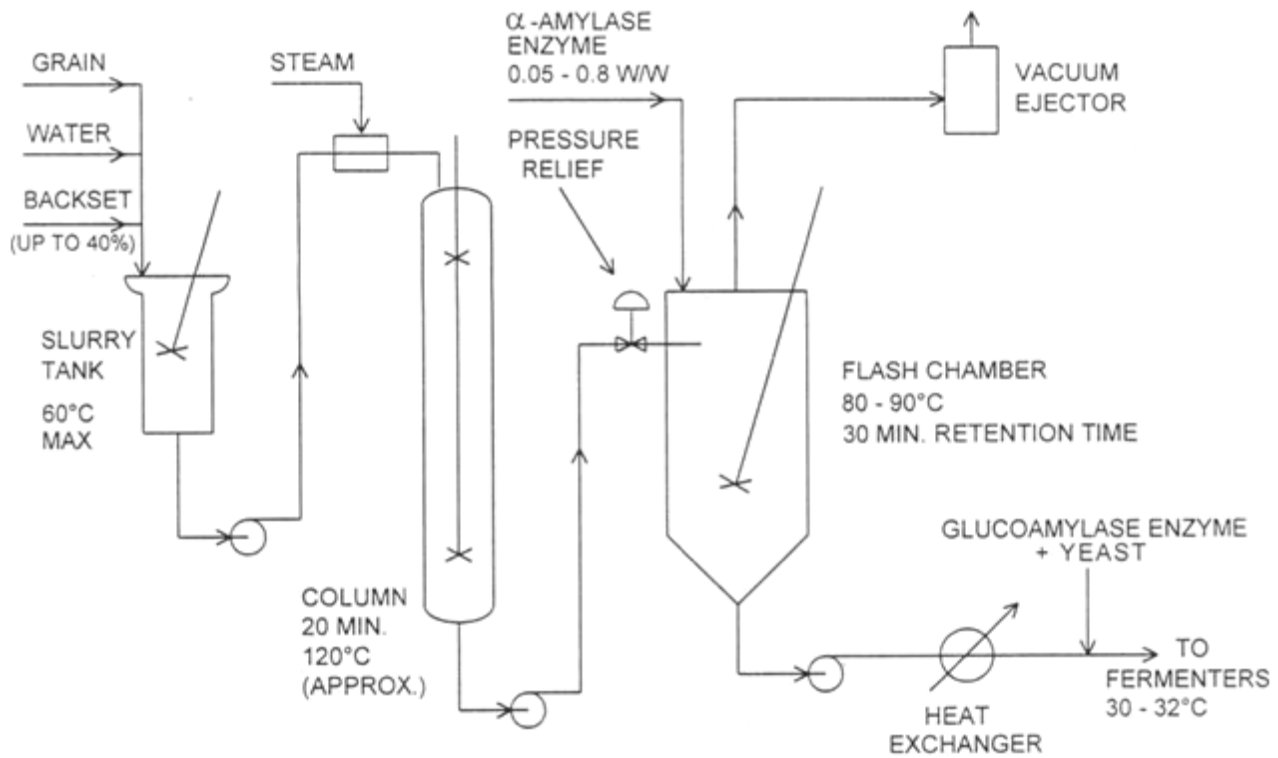 GRAIN
WATER
BACKSET
(UP TO 40%)
SLURRY
TANK
60°C
MAX
STEAM
COLUMN
20 MIN.
120°C
(APPROX.)
α-AMYLASE
ENZYME
0.05 - 0.8 W/W
PRESSURE
RELIEF
VACUUM
EJECTOR
FLASH CHAMBER
80 - 90°C
30 MIN. RETENTION TIME
GLUCOAMYLASE ENZYME
+ YEAST
HEAT
EXCHANGER
TO
FERMENTERS
30 - 32°C